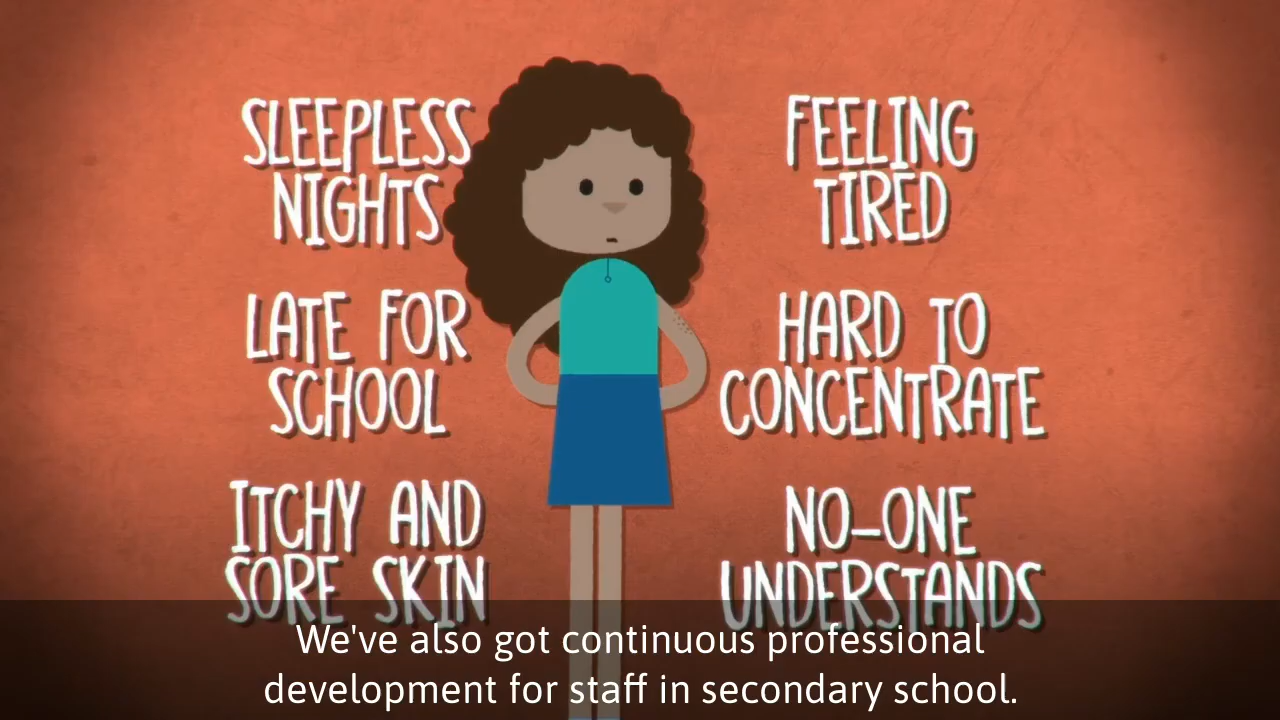 SLEEPLESS
NIGHTS
FEELING
TIRED
LATE FOR
SCHOOL
HARD TO
CONCENTRATE
ITCHY AND
SORE SKIN
NO-ONE
UNDERSTANDS
We've also got continuous professional
development for staff in secondary school.